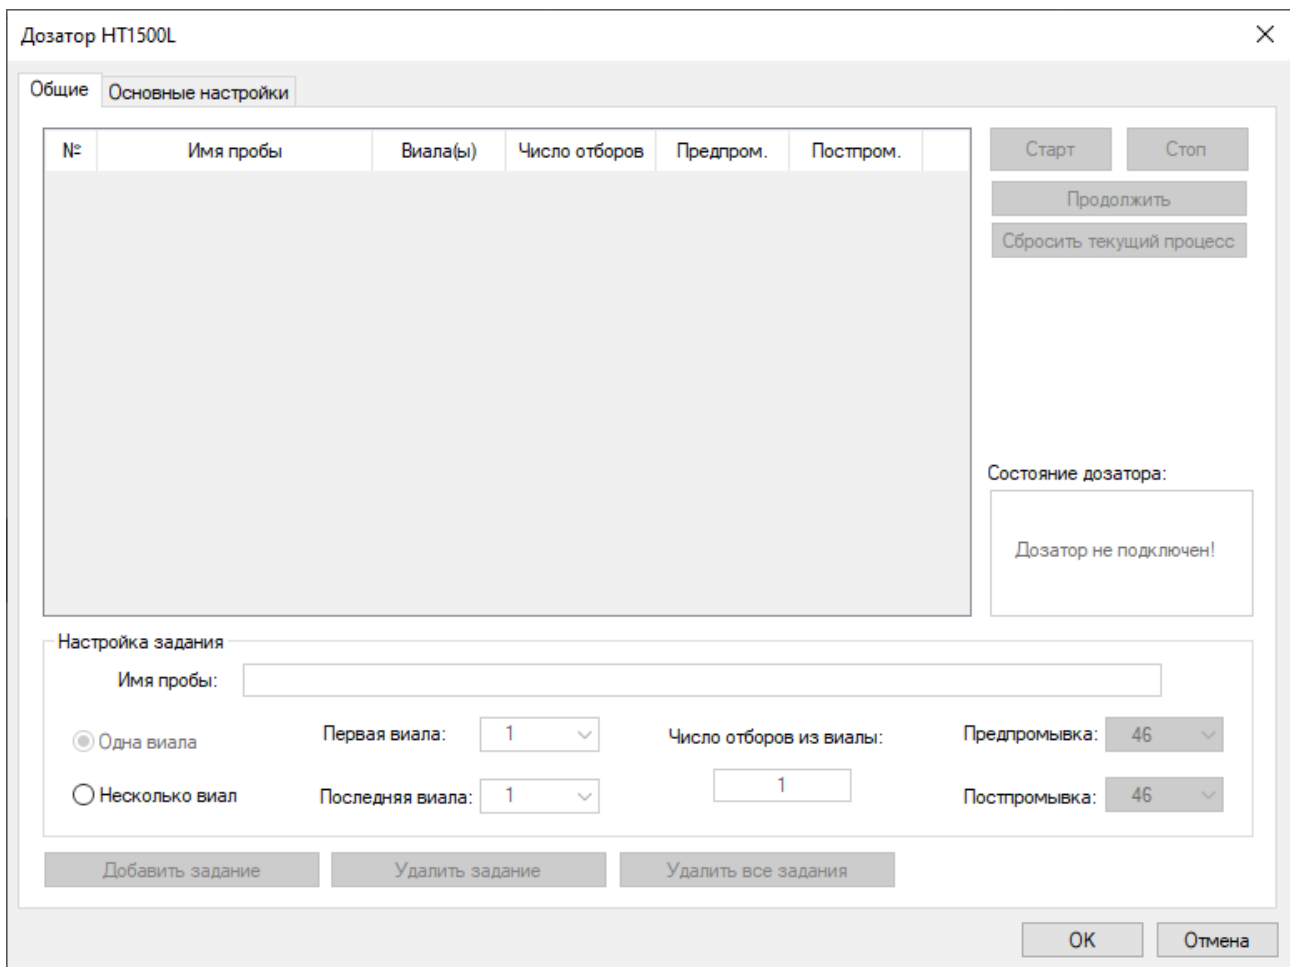 Дозатор HT1500L
Общие Основные настройки
№ Имя пробы Виала(ы) Число отборов Предпром. Постпром.
Старт Стоп
Продолжить
Сбросить текущий процесс
Состояние дозатора:
Дозатор не подключен!
Настройка задания
Имя пробы:
Одна виала Первая виала: 1 Число отборов из виалы: Предпромывка: 46
Несколько виал Последняя виала: 1 1 Постпромывка: 46
Добавить задание Удалить задание Удалить все задания
OK Отмена